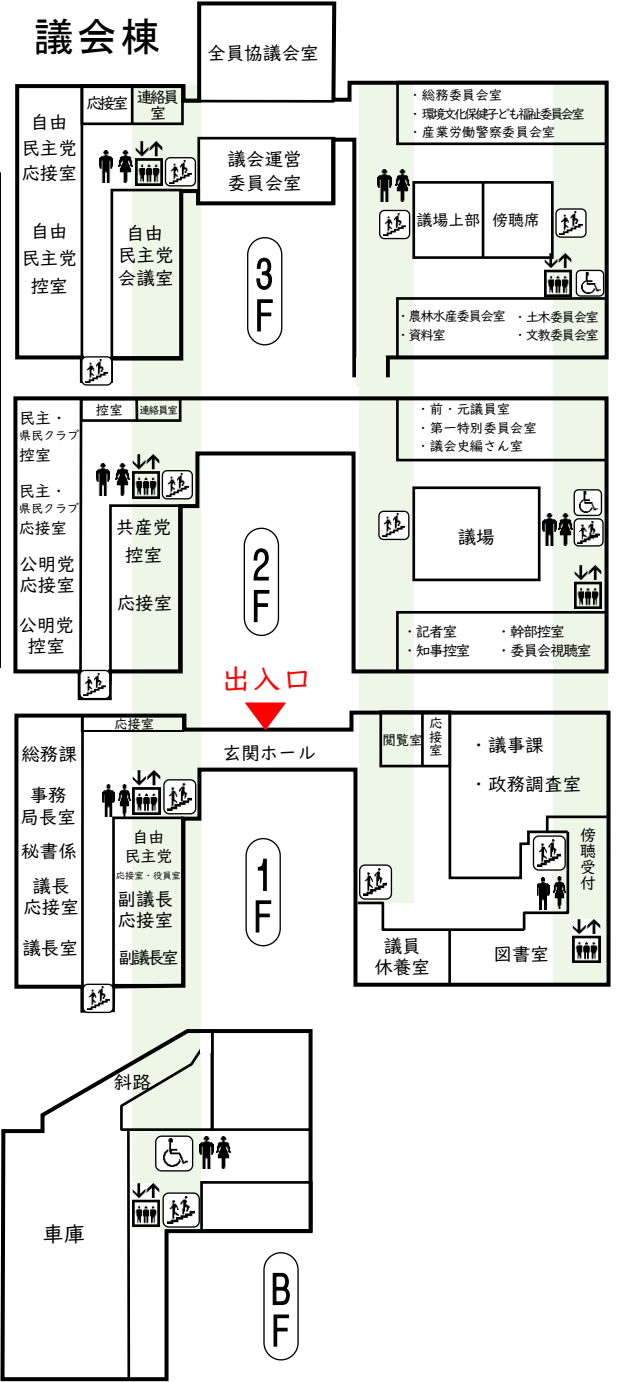 議会棟
全員協議会室
応接室
連絡員
室
自由
民主党
応接室
自由
民主党
控室
自由
民主党
会議室
議会運営
委員会室
3F
・総務委員会室
・環境文化保健子ども福祉委員会室
・産業労働警察委員会室
議場上部
傍聴席
・農林水産委員会室
・土木委員会室
・資料室
・文教委員会室
控室
連絡員室
民主・
県民クラブ
控室
民主・
県民クラブ
応接室
公明党
応接室
公明党
控室
共産党
控室
応接室
2F
・前・元議員室
・第一特別委員会室
・議会史編さん室
議場
・記者室
・幹部控室
・知事控室
・委員会視聴室
出入口
応接室
玄関ホール
総務課
事務
局長室
秘書係
議長
応接室
議長室
自由
民主党
応接室・役員室
副議長
応接室
副議長室
1F
閲覧室
応接室
・議事課
・政務調査室
傍聴受付
議員
休養室
図書室
斜路
車庫
BF